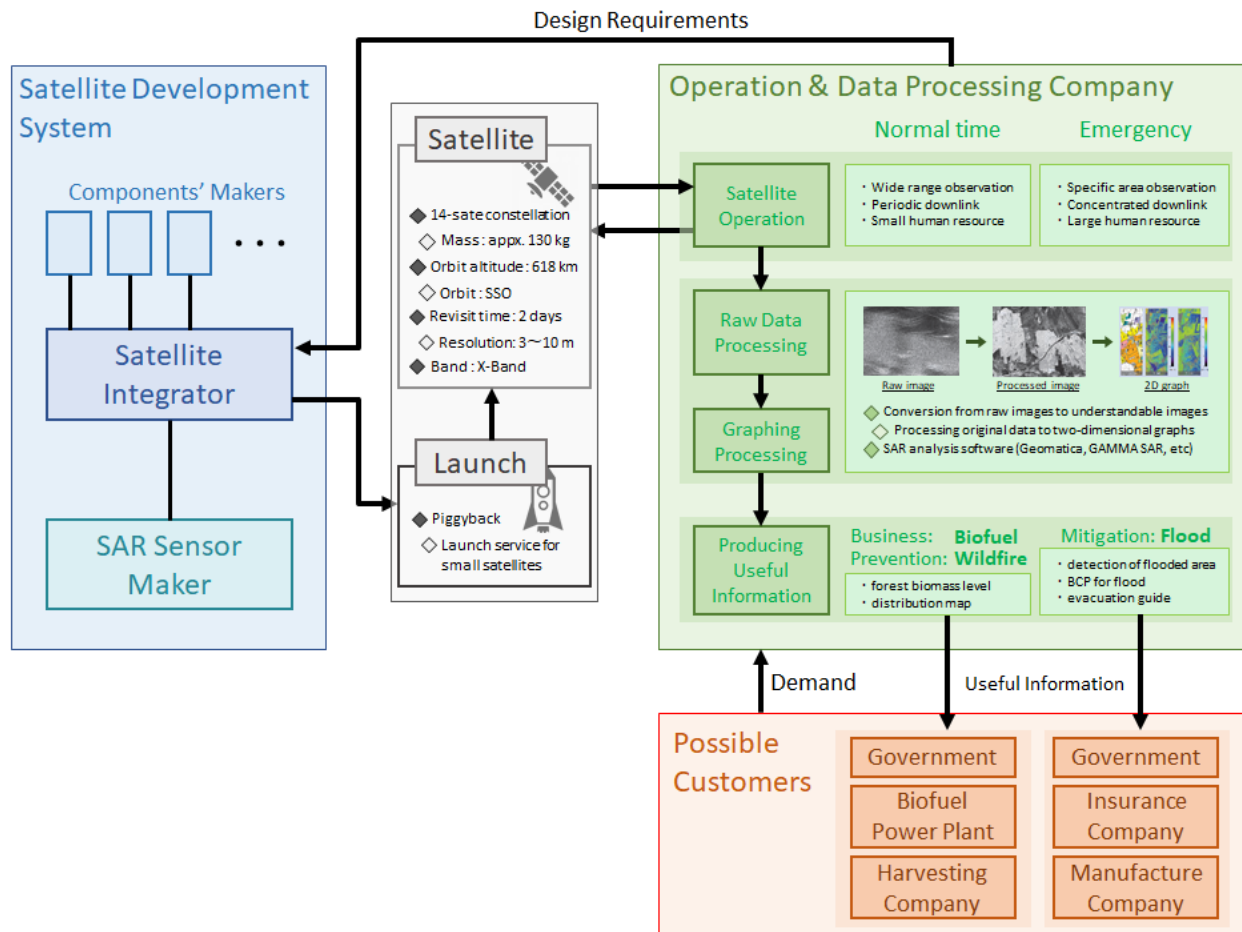 Design Requirements
Satellite Development
System
Components' Makers
Satellite
Integrator
SAR Sensor
Maker
Satellite
14-sate constellation
Mass : appx. 130 kg
Orbit altitude : 618 km
Orbit : SSO
Revisit time : 2 days
Resolution: 3～10 m
Band : X-Band
Launch
Piggyback
Launch service for
small satellites
Operation & Data Processing Company
Normal time
Emergency
Satellite
Operation
・Wide range observation
・Periodic downlink
・Small human resource
・Specific area observation
・Concentrated downlink
・Large human resource
Raw Data
Processing
Raw image
Processed image
2D graph
Graphing
Processing
Conversion from raw images to understandable images
Processing original data to two-dimensional graphs
SAR analysis software (Geomatica, GAMMA SAR, etc)
Producing
Useful
Information
Business: Biofuel
Prevention: Wildfire
・forest biomass level
・distribution map
Mitigation: Flood
・detection of flooded area
・BCP for flood
・evacuation guide
Demand
Useful Information
Possible
Customers
Government
Biofuel
Power Plant
Harvesting
Company
Government
Insurance
Company
Manufacture
Company